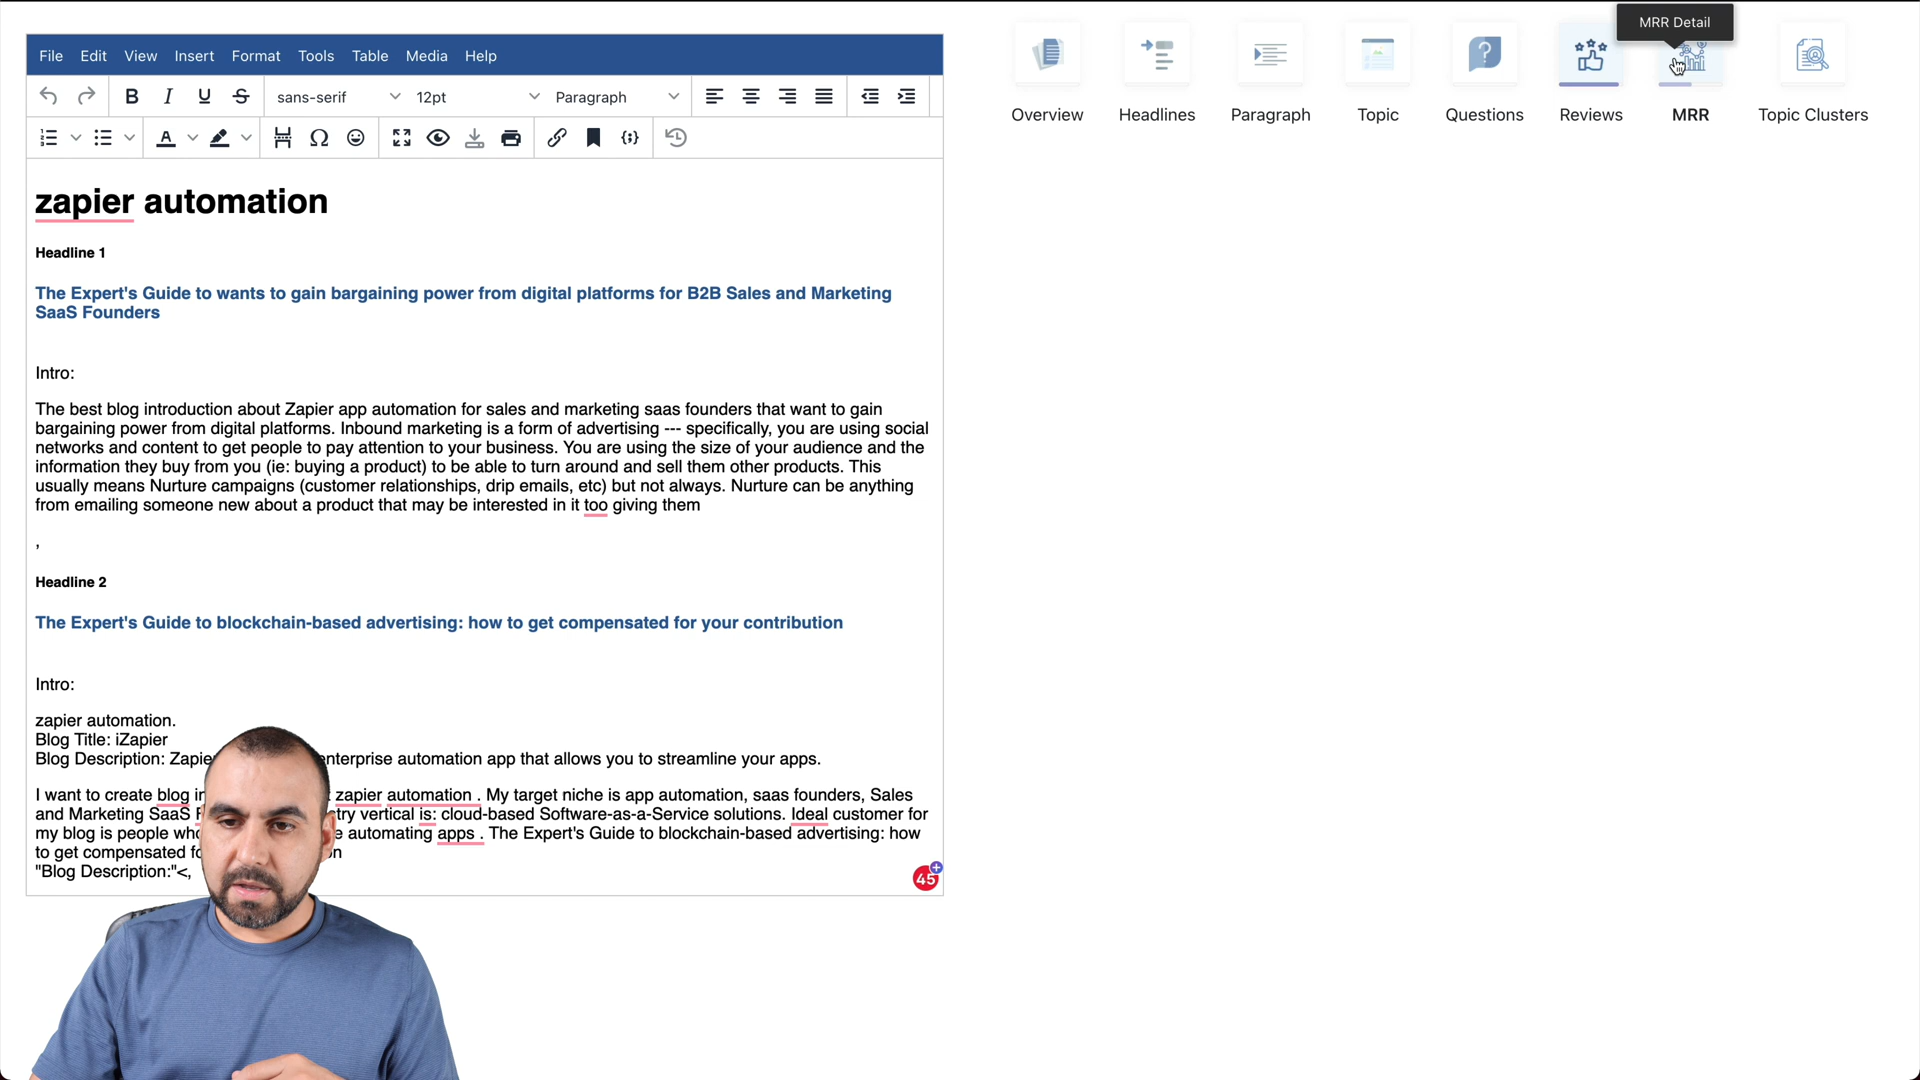 MRR Detail
File Edit View Insert Format Tools Table Media Help
sans-serif 12pt Paragraph
Overview Headlines Paragraph Topic Questions Reviews MRR Topic Clusters
zapier automation
Headline 1
The Expert's Guide to wants to gain bargaining power from digital platforms for B2B Sales and Marketing
SaaS Founders
Intro:
The best blog introduction about Zapier app automation for sales and marketing saas founders that want to gain
bargaining power from digital platforms. Inbound marketing is a form of advertising --- specifically, you are using social
networks and content to get people to pay attention to your business. You are using the size of your audience and the
information they buy from you (ie: buying a product) to be able to turn around and sell them other products. This
usually means Nurture campaigns (customer relationships, drip emails, etc) but not always. Nurture can be anything
from emailing someone new about a product that may be interested in it too giving them
,
Headline 2
The Expert's Guide to blockchain-based advertising: how to get compensated for your contribution
Intro:
zapier automation.
Blog Title: iZapier
Blog Description: Zapie enterprise automation app that allows you to streamline your apps.
I want to create blog in zapier automation . My target niche is app automation, saas founders, Sales
and Marketing SaaS try vertical is: cloud-based Software-as-a-Service solutions. Ideal customer for
my blog is people who automating apps . The Expert's Guide to blockchain-based advertising: how
to get compensated fo on
"Blog Description:"<,
45